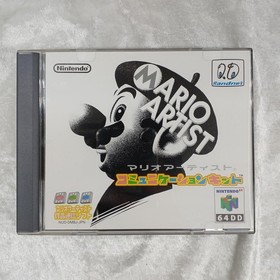 Nintendo
Randnet
MARIO
ARTIST
マリオアーティスト
コミュニケーションキット
NINTENDO
64DD